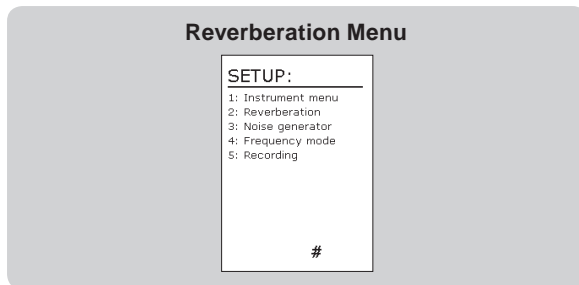 Reverberation Menu
SETUP:
1: Instrument menu
2: Reverberation
3: Noise generator
4: Frequency mode
5: Recording
#